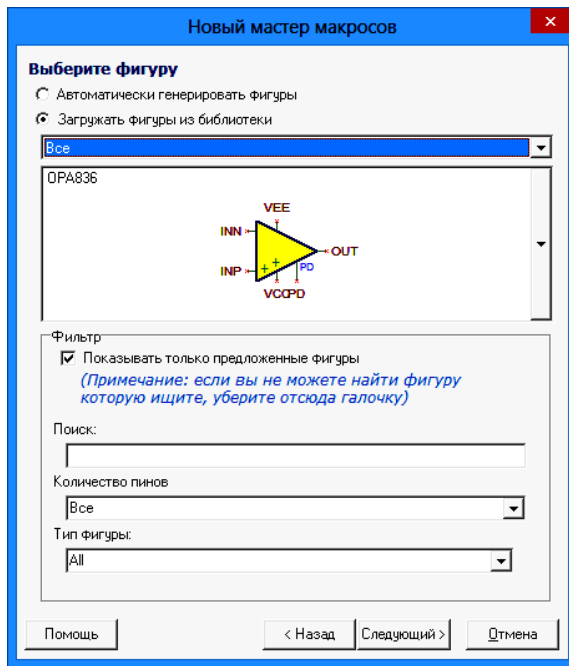 Новый мастер макросов
Выберите фигуру
Автоматически генерировать фигуры
Загружать фигуры из библиотеки
Все
OPA836
VEE
INN
OUT
INP
PD
VCCPD
Фильтр
Показывать только предложенные фигуры
(Примечание: если вы не можете найти фигуру
которую ищите, уберите отсюда галочку)
Поиск:
Количество пинов
Все
Тип фигуры:
All
Помощь
< Назад
Следующий >
Отмена